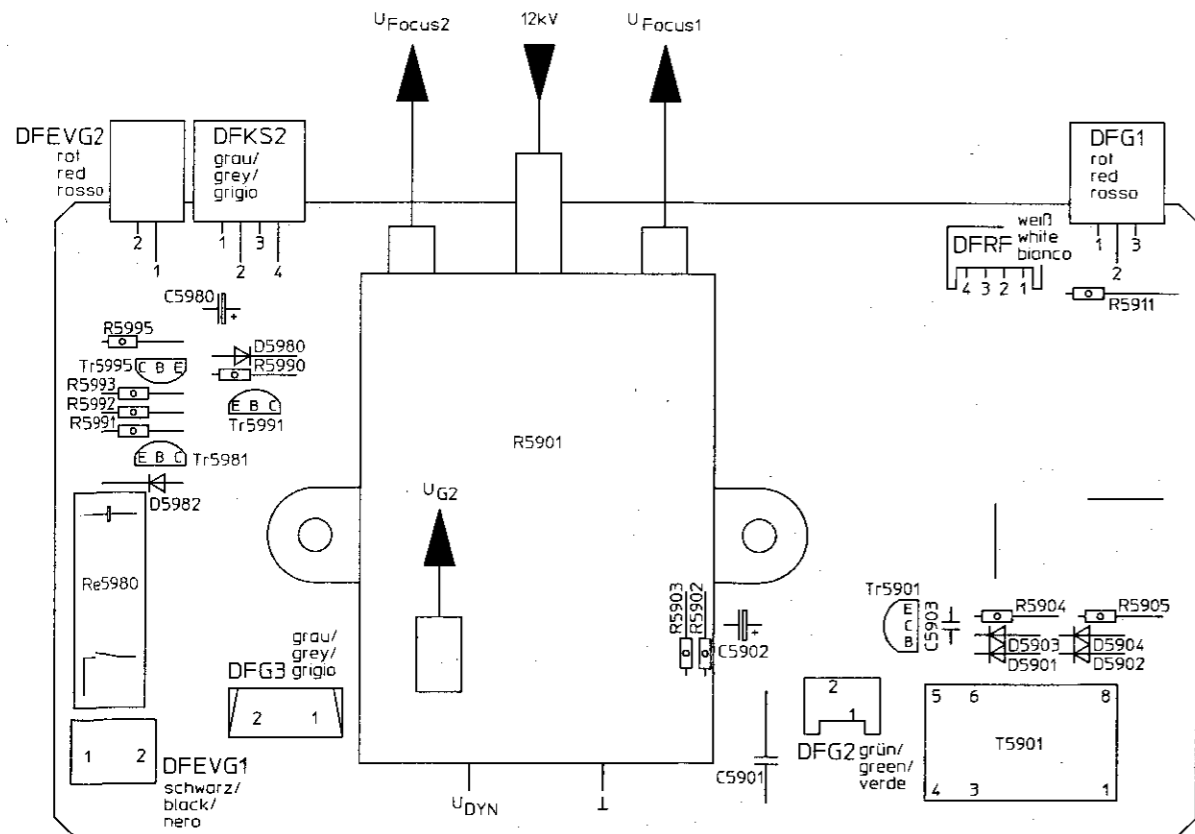 UFocus2
12kV
UFocus1
DFEVG2
rot
red
rosso
2
1
DFKS2
grau/
grey/
grigio
1
3
2
4
DFG1
rot
red
rosso
1
3
2
DFRF
weiß
white
bianco
4 3 2 1
R5911
C5980
+
R5995
Tr5995
C B E
D5980
R5990
R5993
R5992
R5991
E B C
Tr5991
E B C
Tr5981
D5982
R5901
UG2
Re5980
Tr5901
E
C
B
C5903
R5904
R5905
D5903
D5904
D5901
D5902
R5903
R5902
+
C5902
DFG3
grau/
grey/
grigio
2 1
2
1
DFG2
grün/
green/
verde
5 6 8
T5901
4 3 1
1 2
DFEVG1
schwarz/
black/
nero
C5901
UDYN
⊥